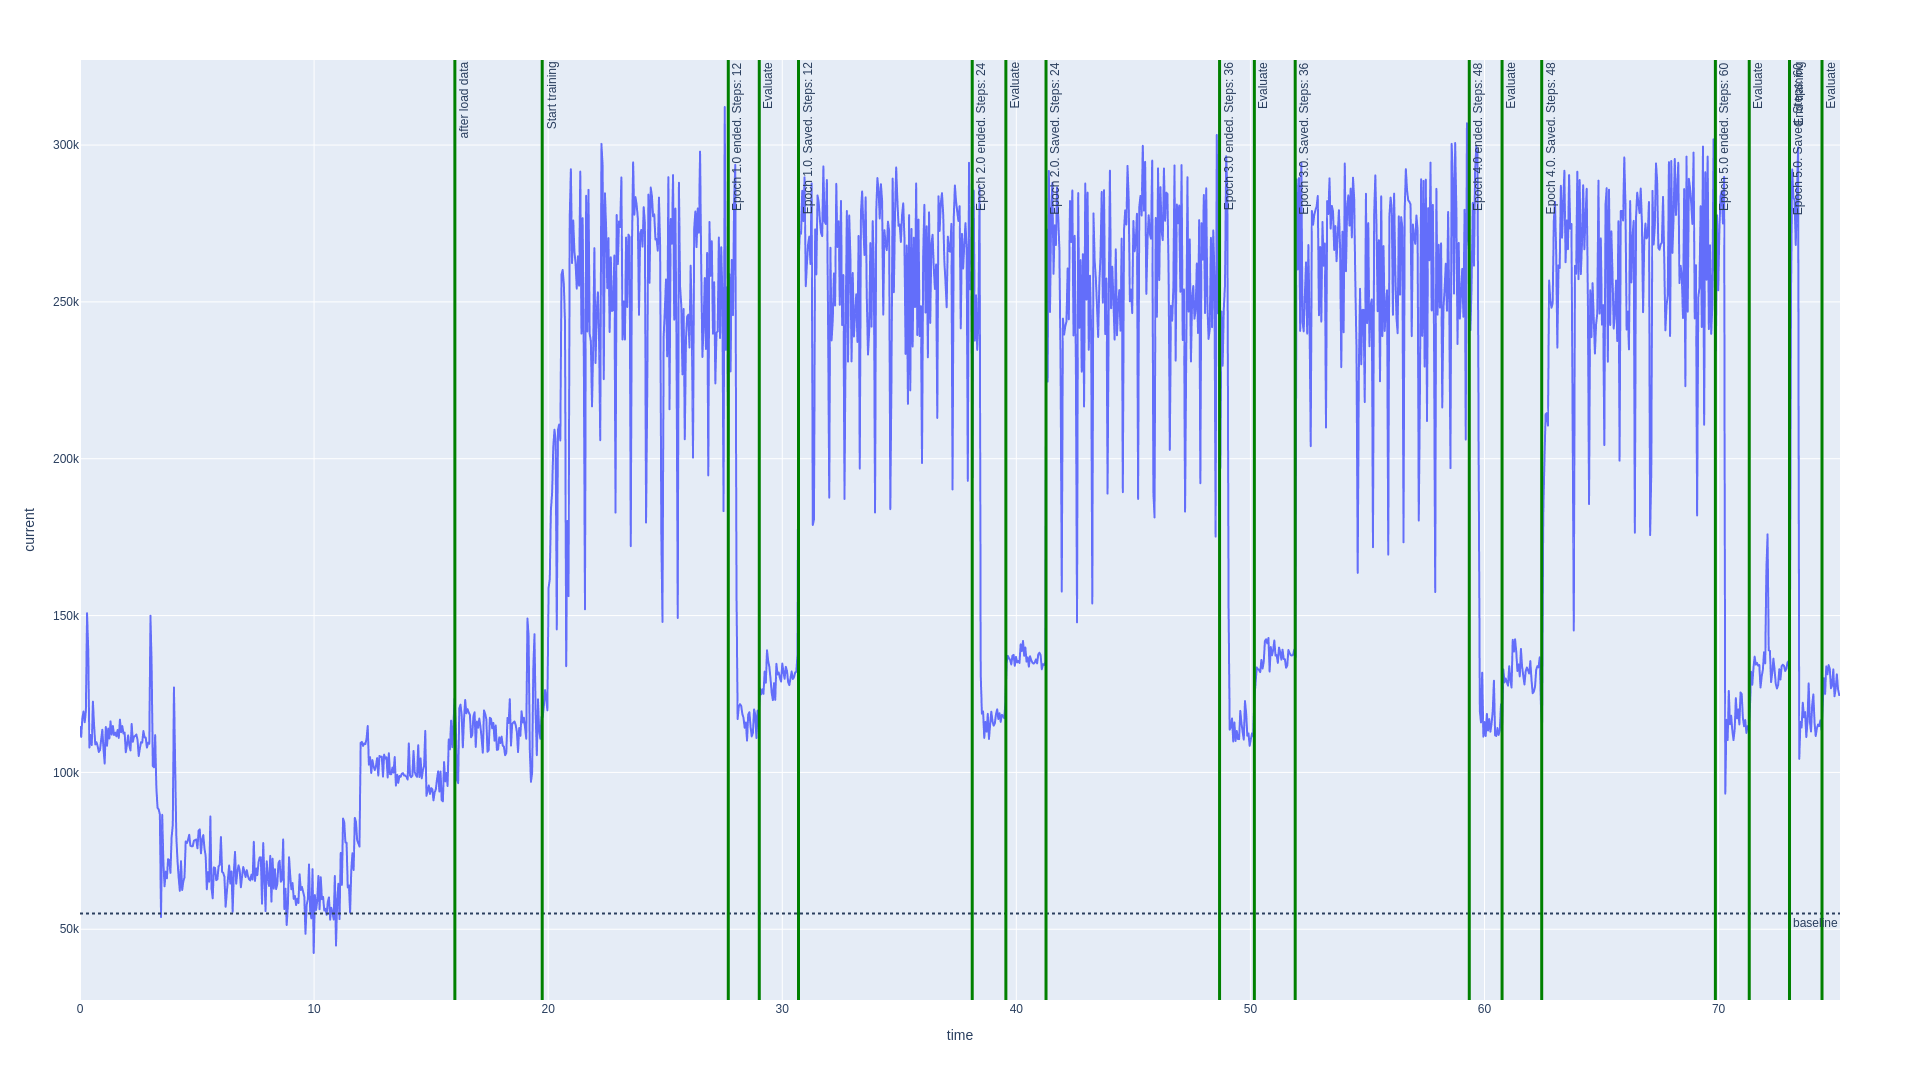 after load data
Start training
Epoch 1.0 ended. Steps: 12
Evaluate
Epoch 1.0. Saved. Steps: 12
Epoch 2.0 ended. Steps: 24
Evaluate
Epoch 2.0. Saved. Steps: 24
Epoch 3.0 ended. Steps: 36
Evaluate
Epoch 3.0. Saved. Steps: 36
Epoch 4.0 ended. Steps: 48
Evaluate
Epoch 4.0. Saved. Steps: 48
Epoch 5.0 ended. Steps: 60
Evaluate
Epoch 5.0. Saved. Steps: 60
End training
Evaluate
300k
250k
200k
150k
100k
50k
current
baseline
0 10 20 30 40 50 60 70
time